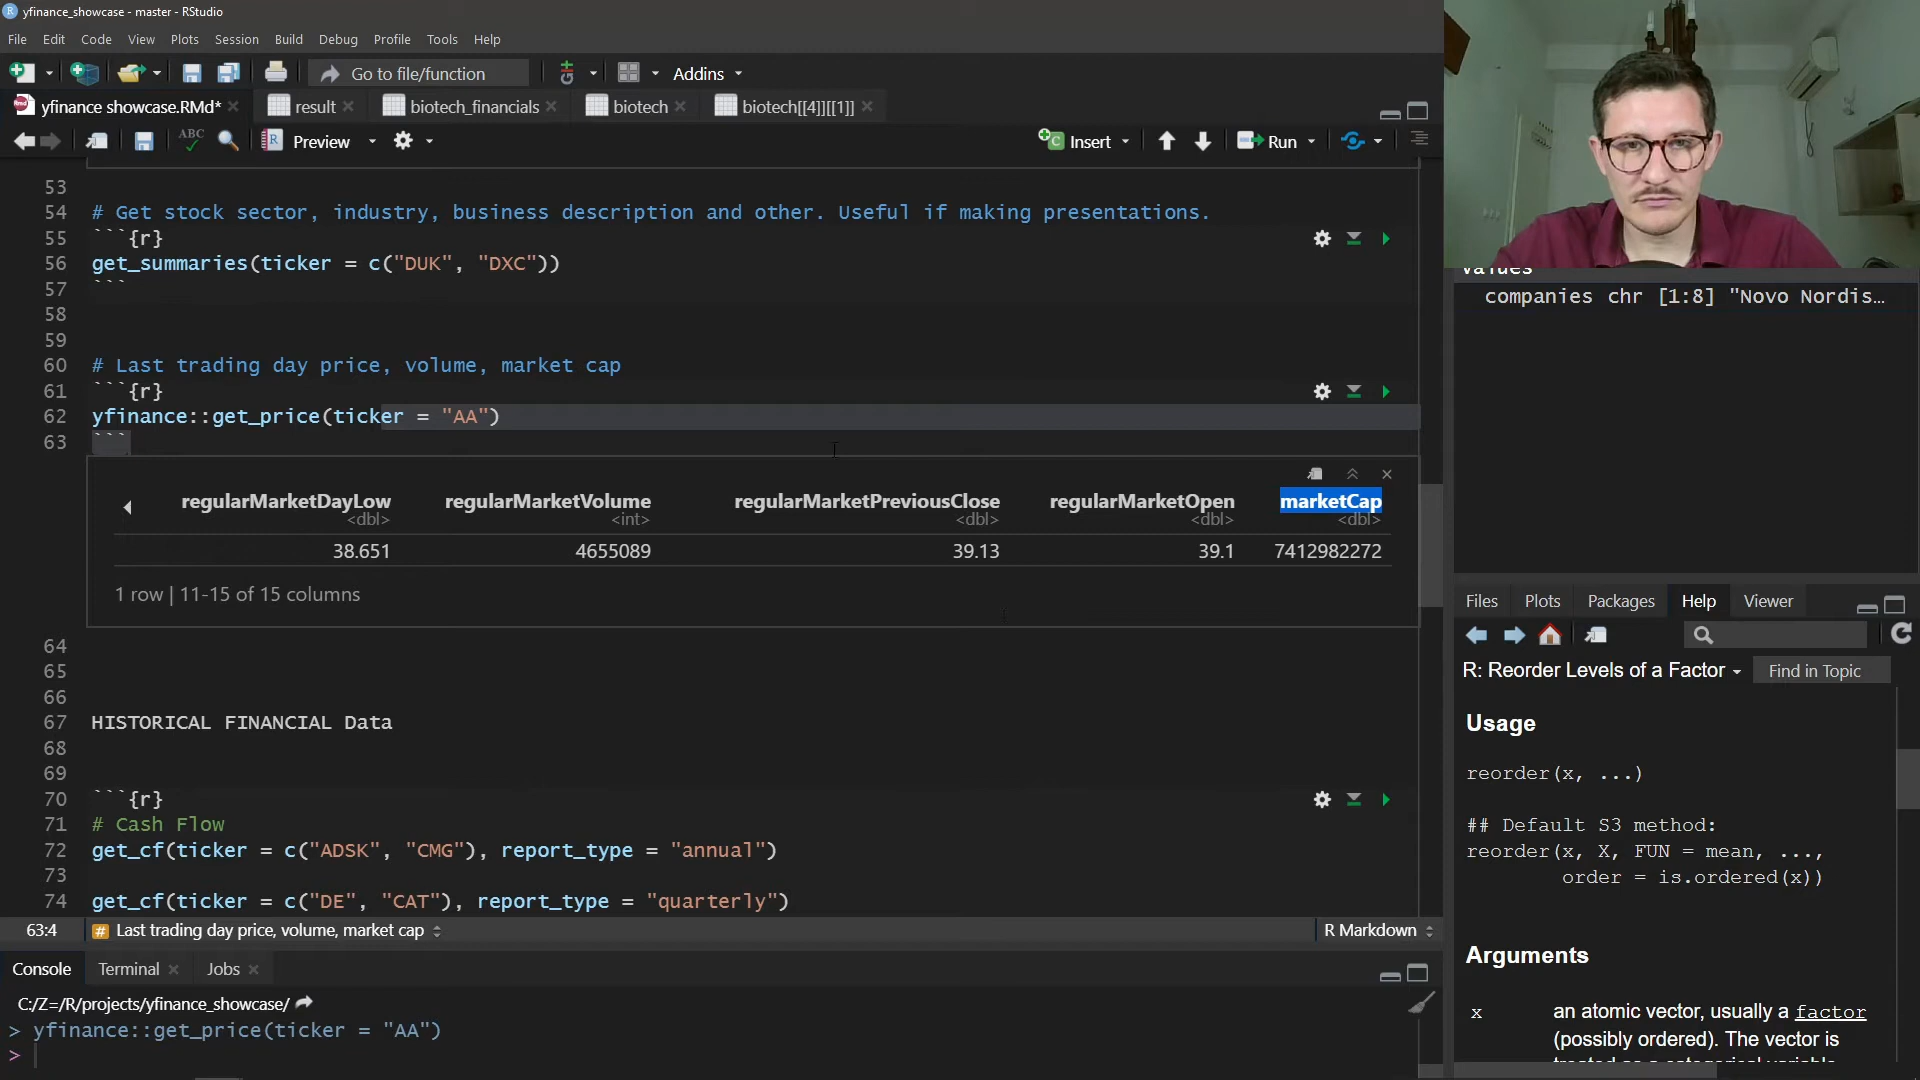 yfinance_showcase - master - RStudio
File Edit Code View Plots Session Build Debug Profile Tools Help
Go to file/function Addins
yfinance showcase.RMd* result biotech_financials biotech biotech[[4]][[1]]
ABC Preview Insert Run
53
54 # Get stock sector, industry, business description and other. Useful if making presentations.
55 ```{r}
56 get_summaries(ticker = c("DUK", "DXC"))
57 ```
58
59
60 # Last trading day price, volume, market cap
61 ```{r}
62 yfinance::get_price(ticker = "AA")
63 ```
regularMarketDayLow regularMarketVolume regularMarketPreviousClose regularMarketOpen marketCap
<dbl> <int> <dbl> <dbl> <dbl>
38.651 4655089 39.13 39.1 7412982272
1 row | 11-15 of 15 columns
64
65
66
67 HISTORICAL FINANCIAL Data
68
69
70 ```{r}
71 # Cash Flow
72 get_cf(ticker = c("ADSK", "CMG"), report_type = "annual")
73
74 get_cf(ticker = c("DE", "CAT"), report_type = "quarterly")
63:4 # Last trading day price, volume, market cap R Markdown
Console Terminal Jobs
C:/Z=/R/projects/yfinance_showcase/
> yfinance::get_price(ticker = "AA")
>
Values
companies chr [1:8] "Novo Nordis…
Files Plots Packages Help Viewer
R: Reorder Levels of a Factor Find in Topic
Usage
reorder(x, ...)
## Default S3 method:
reorder(x, X, FUN = mean, ...,
order = is.ordered(x))
Arguments
x an atomic vector, usually a factor
(possibly ordered). The vector is
treated as a categorical variable